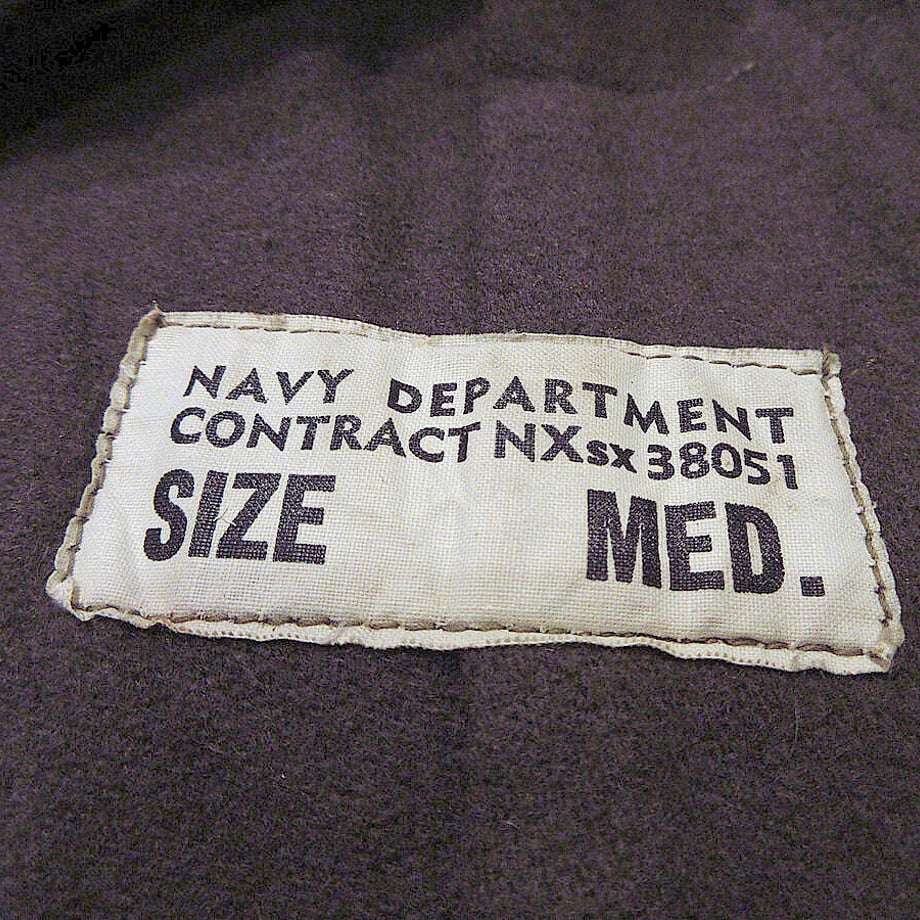 NAVY DEPARTMENT
CONTRACT NXsx 38051
SIZE MED.